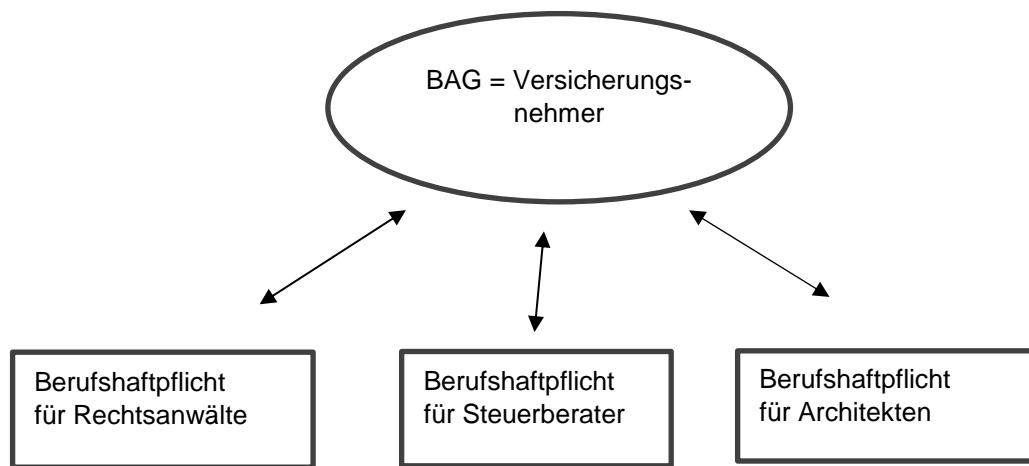 BAG = Versicherungs-
nehmer
Berufshaftpflicht
für Rechtsanwälte
Berufshaftpflicht
für Steuerberater
Berufshaftpflicht
für Architekten